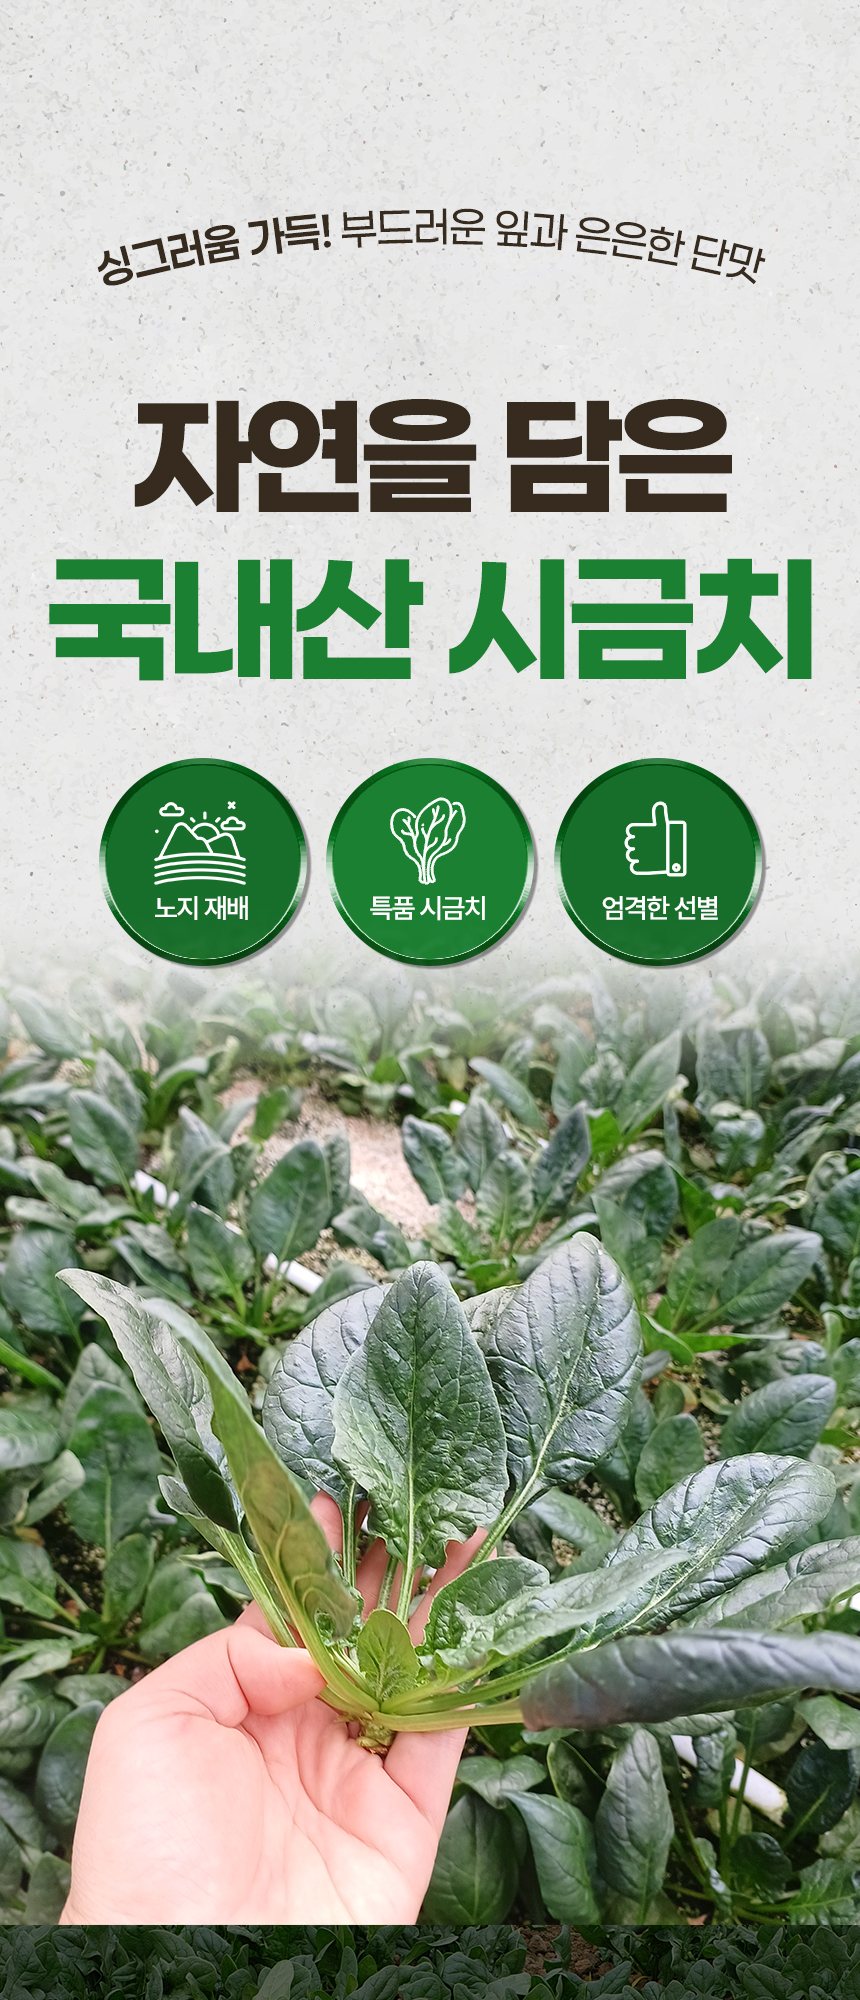 싱그러움 가득! 부드러운 잎과 은은한 단맛
자연을 담은
국내산 시금치
노지 재배
특품 시금치
엄격한 선별